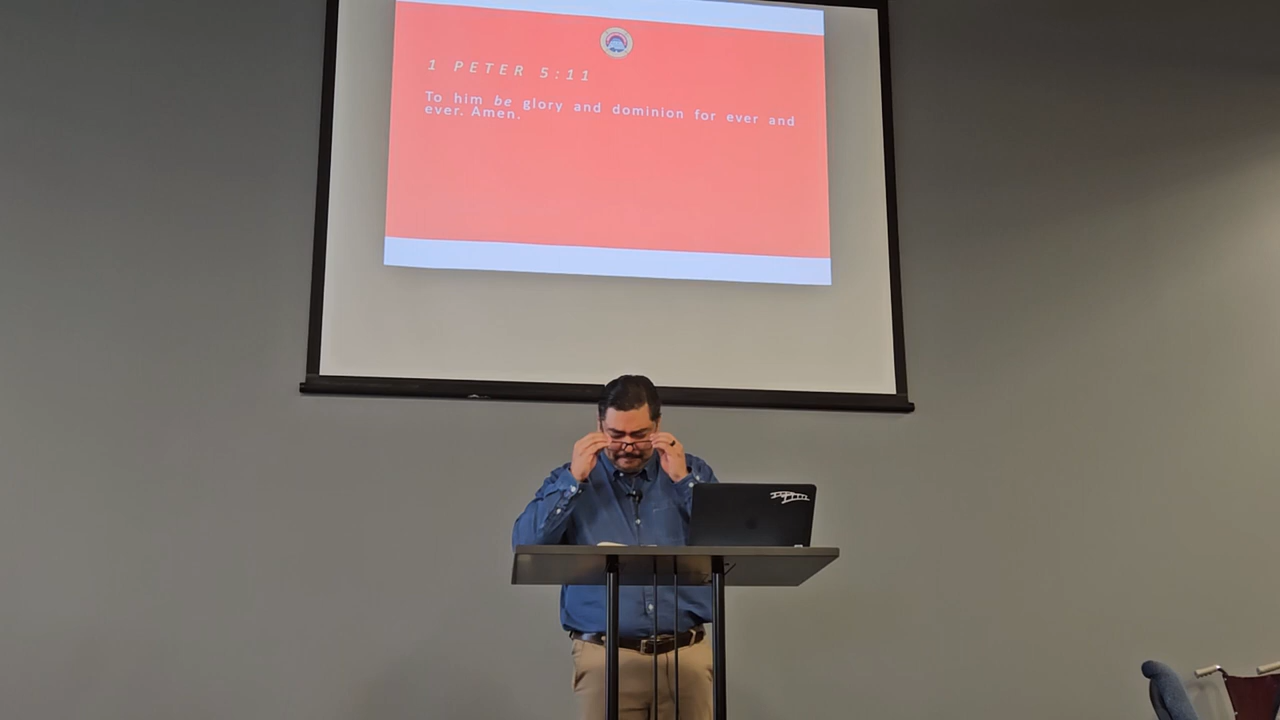 1 PETER 5:11
To him be glory and dominion for ever and
ever. Amen.